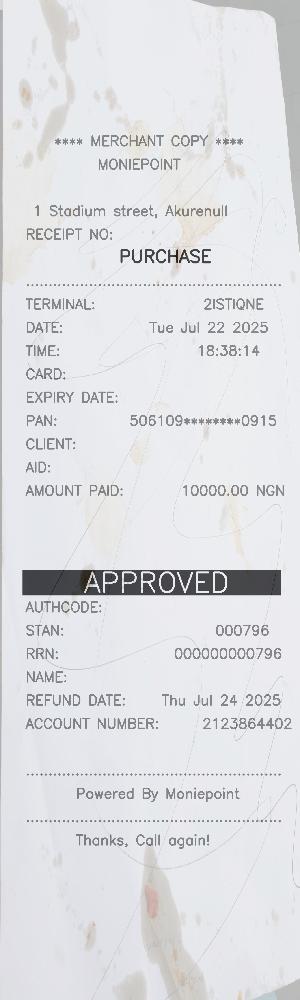 **** MERCHANT COPY ****
MONIEPOINT
1 Stadium street, Akurenull
RECEIPT NO:
PURCHASE
TERMINAL: 2ISTIQNE
DATE: Tue Jul 22 2025
TIME: 18:38:14
CARD:
EXPIRY DATE:
PAN: 506109********0915
CLIENT:
AID:
AMOUNT PAID: 10000.00 NGN
APPROVED
AUTHCODE:
STAN: 000796
RRN: 000000000796
NAME:
REFUND DATE: Thu Jul 24 2025
ACCOUNT NUMBER: 2123864402
Powered By Moniepoint
Thanks, Call again!